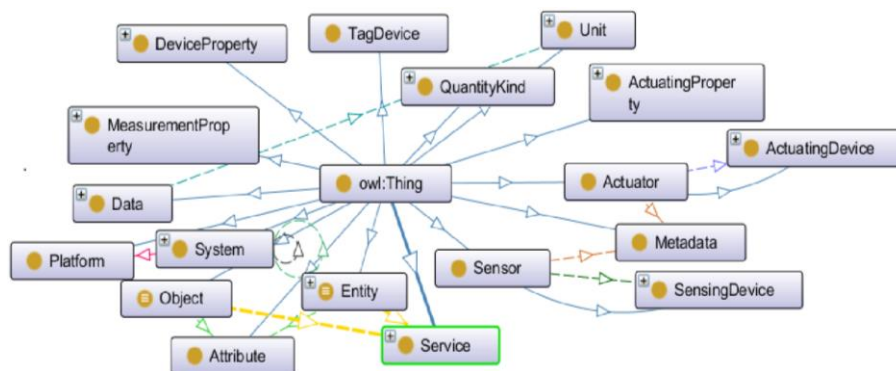 Unit
TagDevice
DeviceProperty
QuantityKind
ActuatingProper
ty
MeasurementProp
erty
ActuatingDevice
owl:Thing
Actuator
Data
Metadata
System
Platform
Sensor
SensingDevice
Object
Entity
Service
Attribute